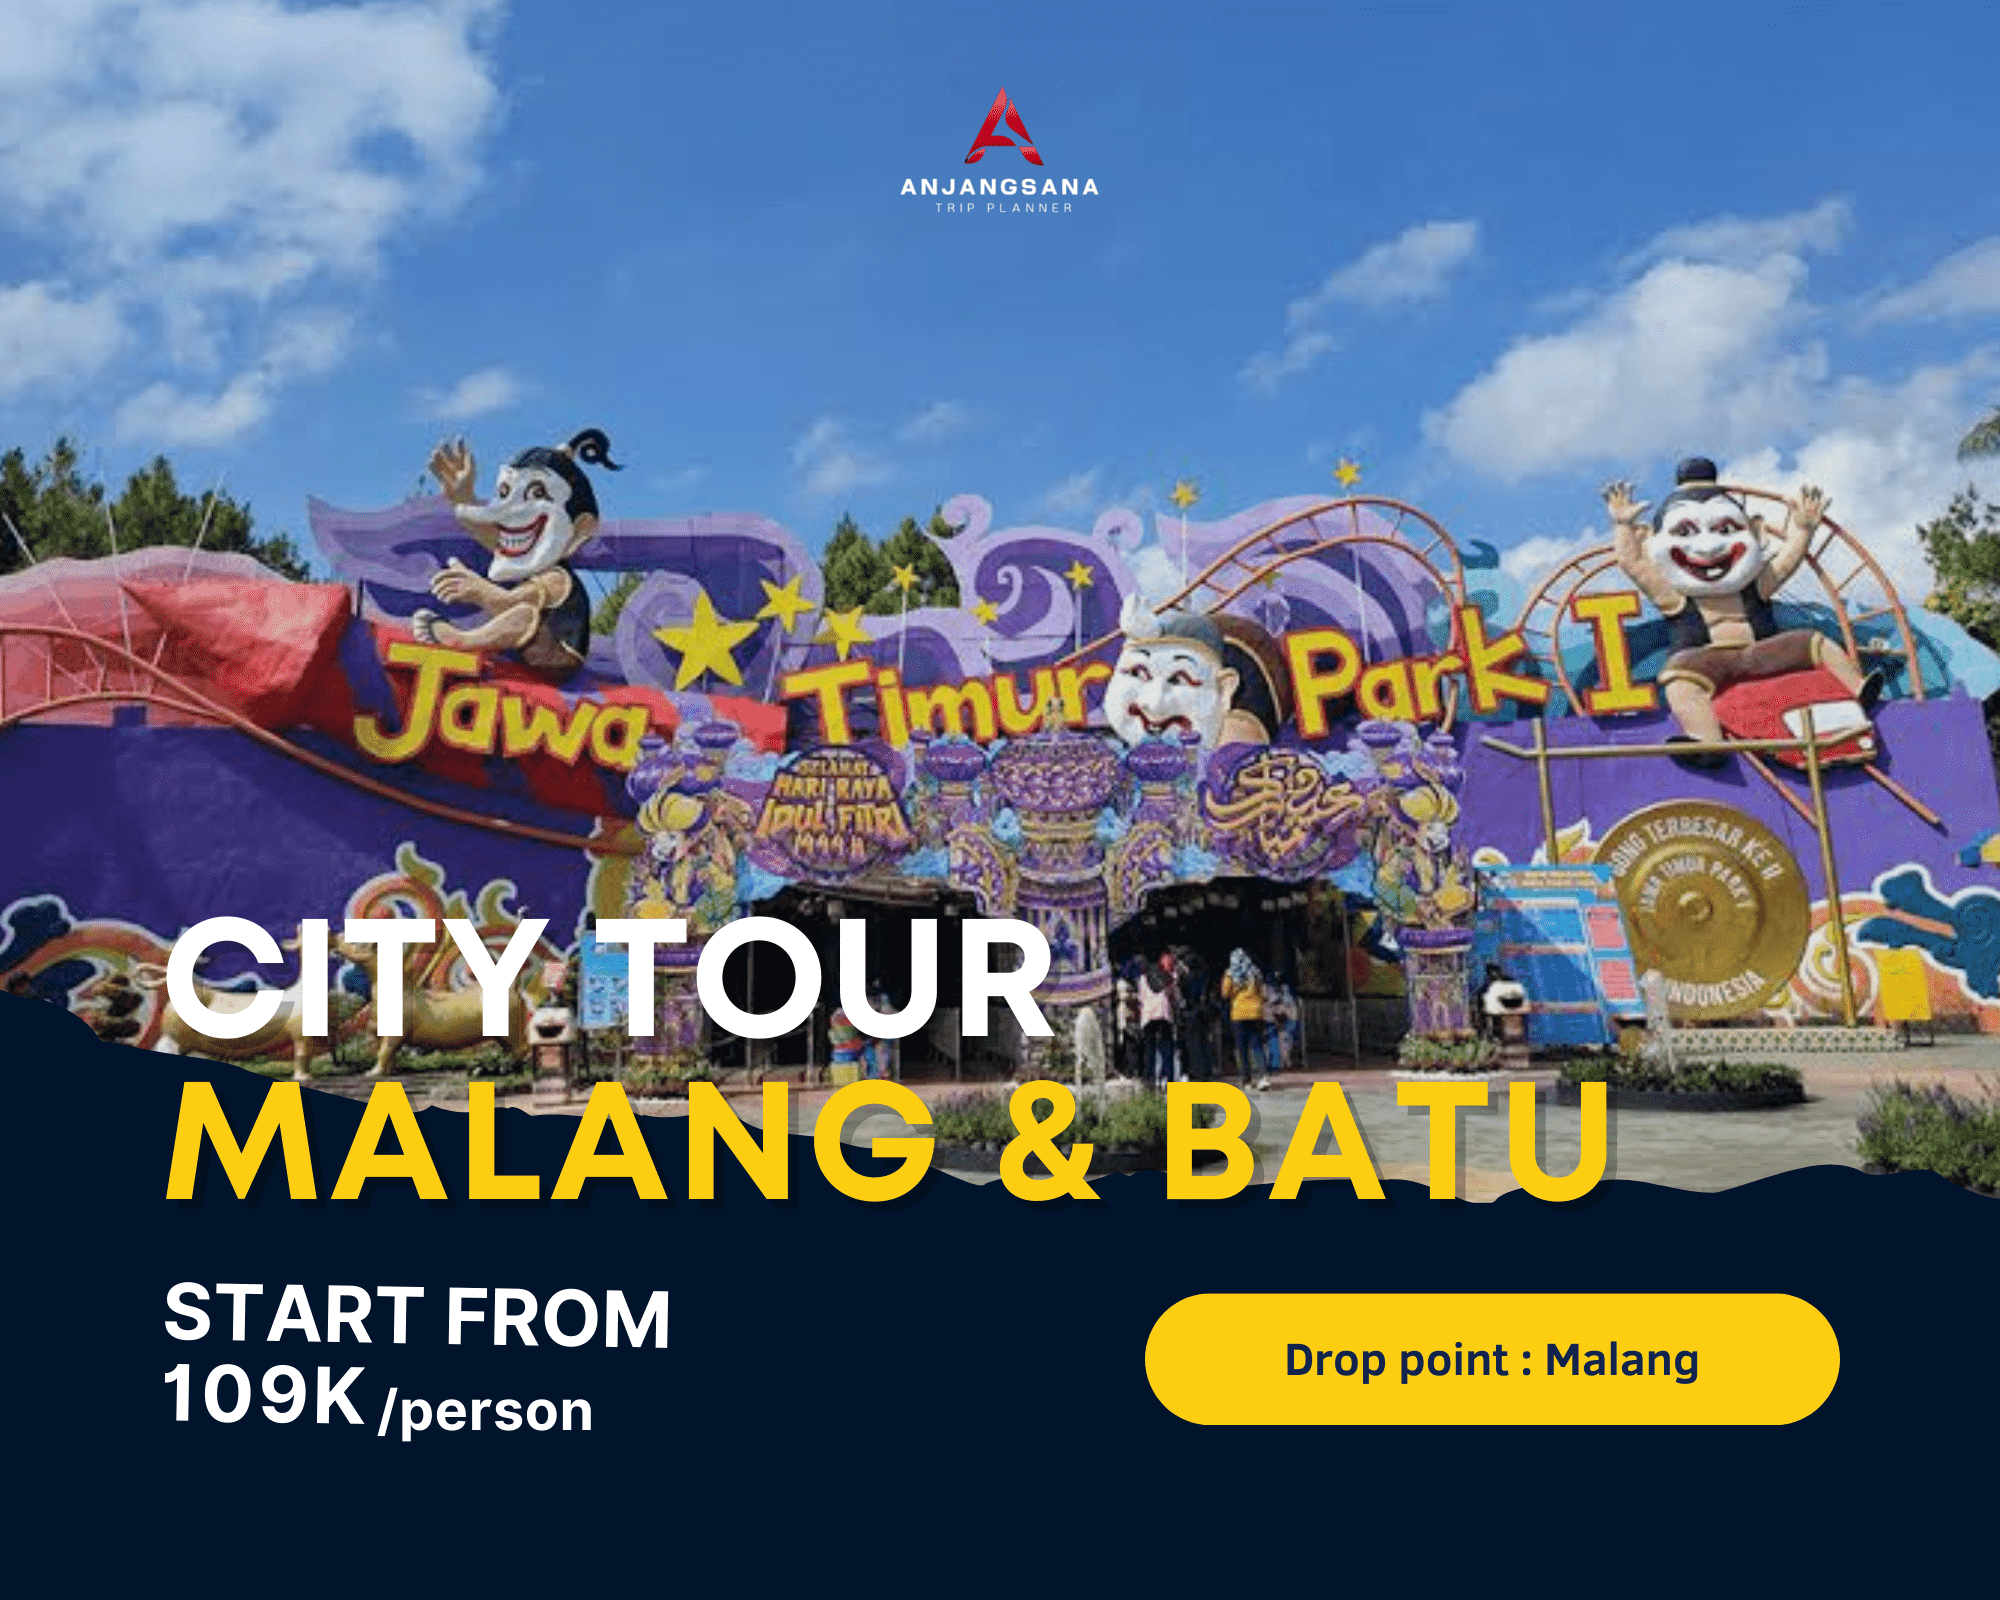 ANJANGSANA
TRIP PLANNER
Jawa Timur Park I
SELAMAT
HARI RAYA
IDUL FITRI
1444 H
GONG TERBESAR KE II
JAWA TIMUR PARK I
INDONESIA
CITY TOUR
MALANG & BATU
START FROM
109K /person
Drop point : Malang